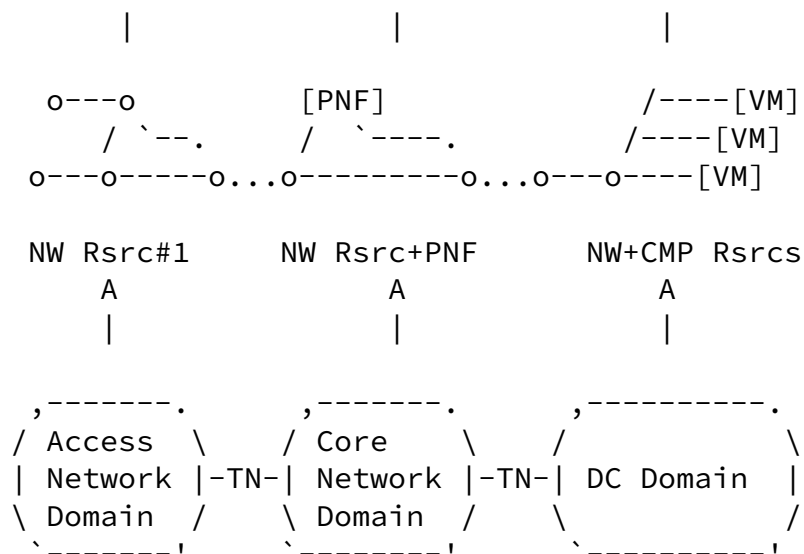 |                |                |

  o---o          [PNF]                /----[VM]
     / `--.      /  `----.          /----[VM]
 o---o-----o...o----------o...o---o----[VM]

 NW Rsrc#1     NW Rsrc+PNF      NW+CMP Rsrcs
      A                A               A
      |                |               |

 ,-------.       ,-------.       ,----------.
/ Access  \     / Core    \     /            \
| Network |-TN-| Network |-TN-| DC Domain  |
\ Domain  /     \ Domain  /     \            /
 `-------'       `--------'      `----------'